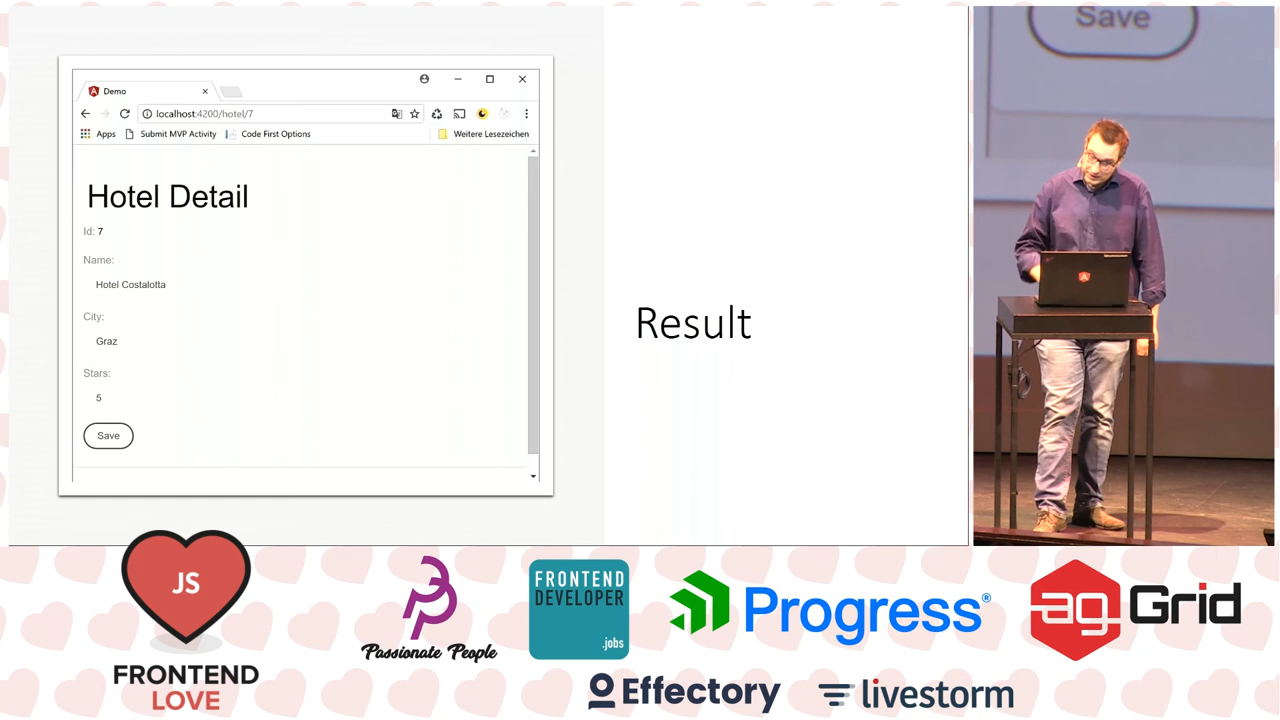 Demo
localhost:4200/hotel/7
Apps Submit MVP Activity Code First Options Weitere Lesezeichen
Hotel Detail
Id: 7
Name:
Hotel Costalotta
City:
Graz
Stars:
5
Save
Result
Save
JS
FRONTEND
LOVE
Passionate People
FRONTEND
DEVELOPER
.jobs
Progress®
ag Grid
Effectory
livestorm